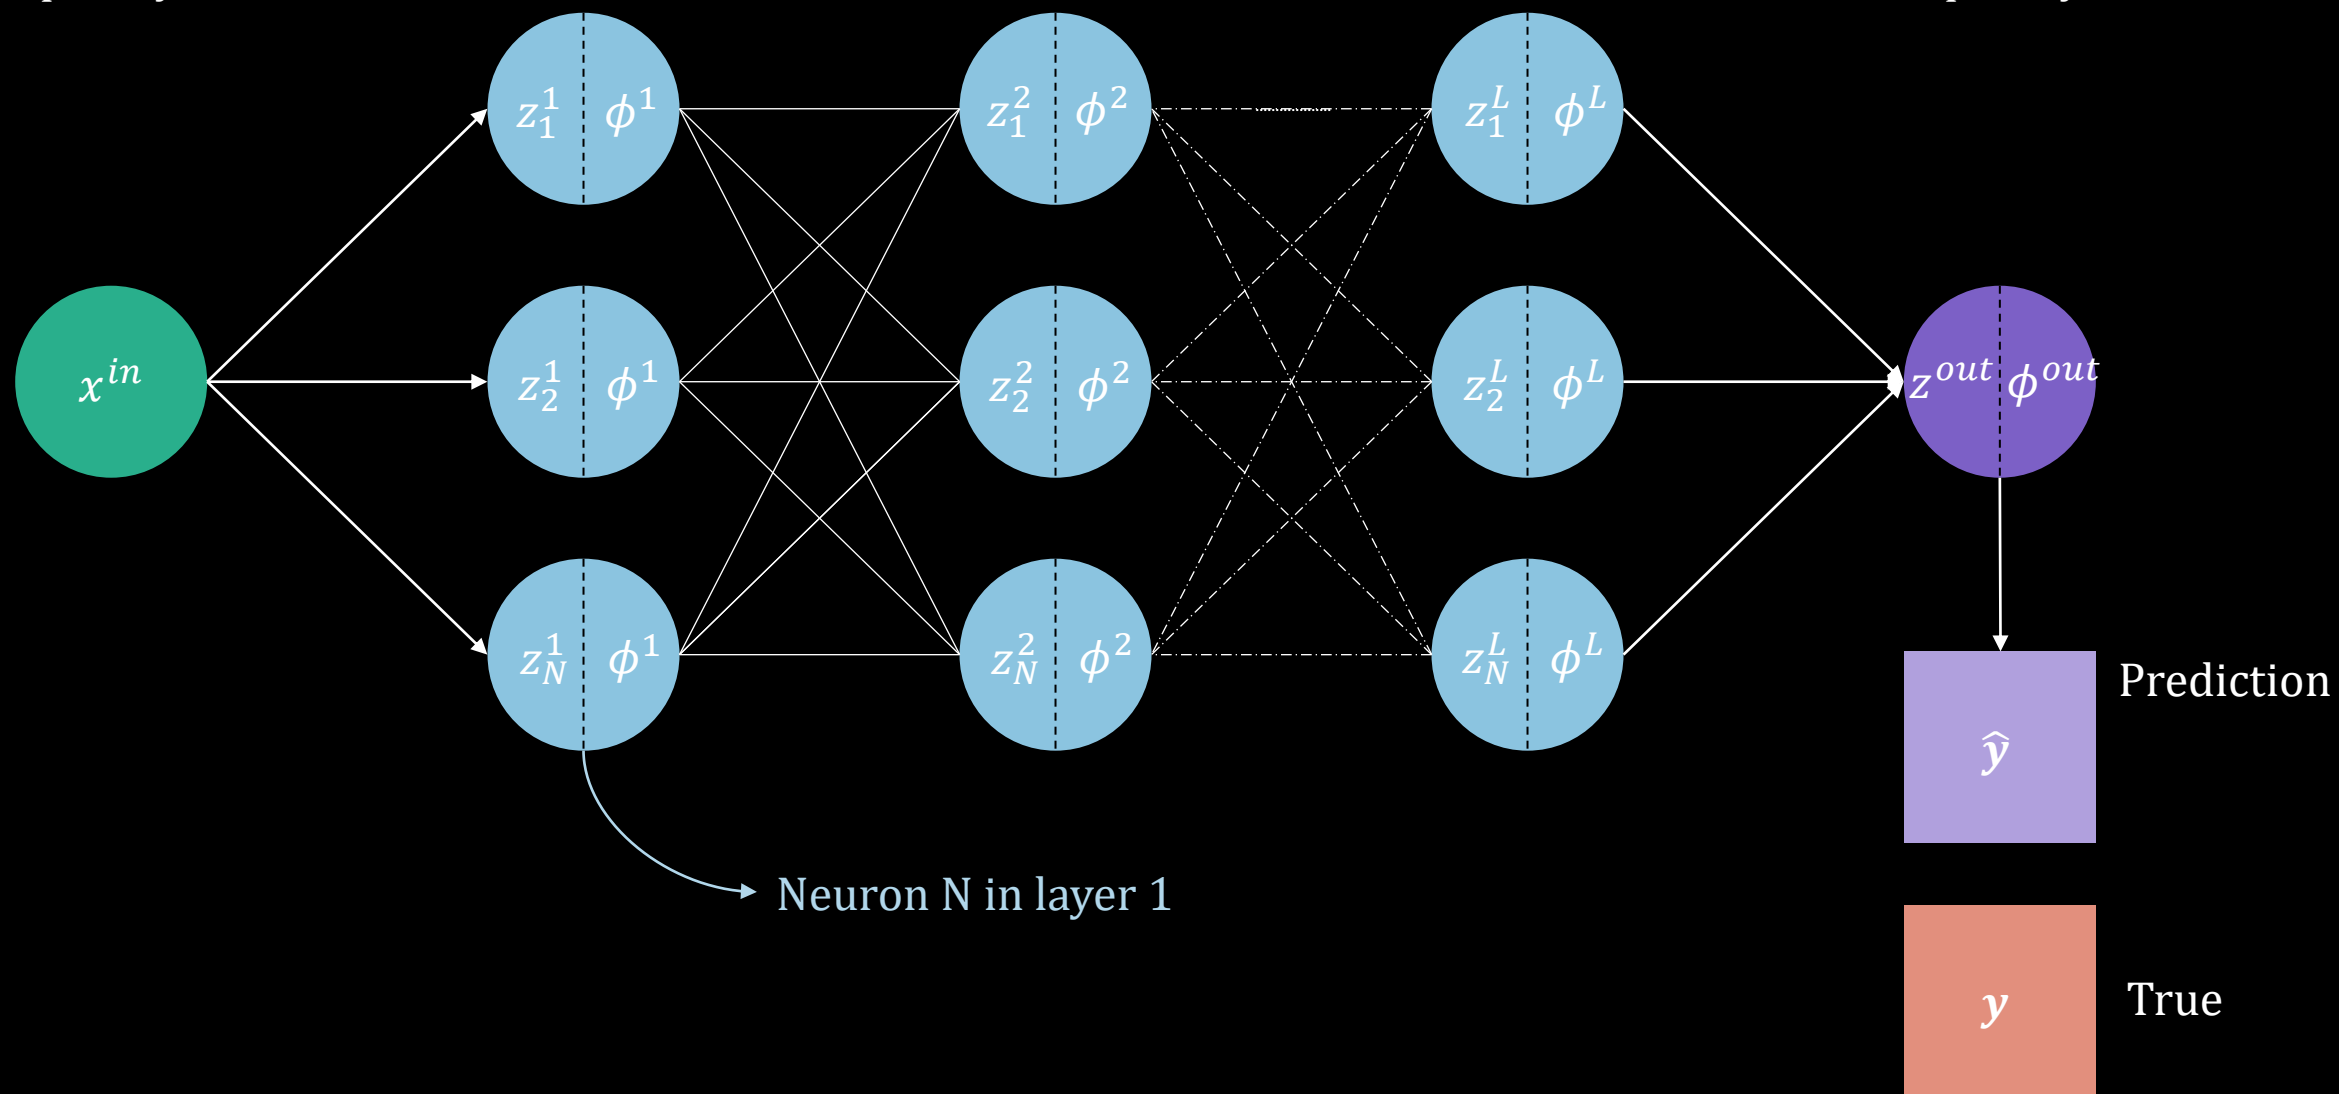 z_1^1 ϕ^1 z_1^2 ϕ^2 z_1^L ϕ^L
x^{in} z_2^1 ϕ^1 z_2^2 ϕ^2 z_2^L ϕ^L z^{out} ϕ^{out}
z_N^1 ϕ^1 z_N^2 ϕ^2 z_N^L ϕ^L
Prediction
ŷ
Neuron N in layer 1
True
y